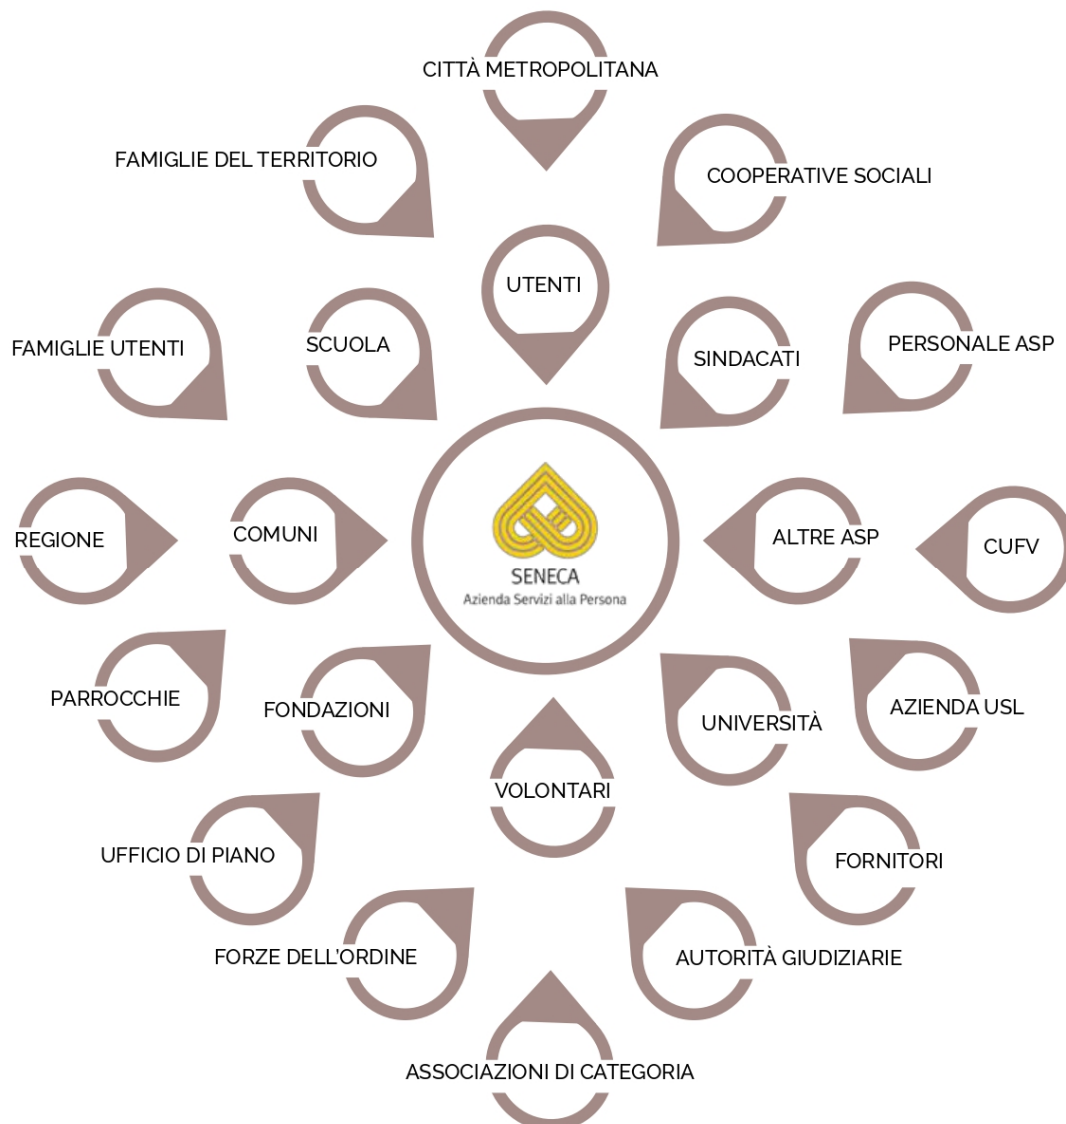 CITTÀ METROPOLITANA
FAMIGLIE DEL TERRITORIO
COOPERATIVE SOCIALI
UTENTI
FAMIGLIE UTENTI
SCUOLA
SINDACATI
PERSONALE ASP
REGIONE
COMUNI
SENECA
Azienda Servizi alla Persona
ALTRE ASP
CUFV
PARROCCHIE
FONDAZIONI
UNIVERSITÀ
AZIENDA USL
VOLONTARI
UFFICIO DI PIANO
FORNITORI
FORZE DELL'ORDINE
AUTORITÀ GIUDIZIARIE
ASSOCIAZIONI DI CATEGORIA